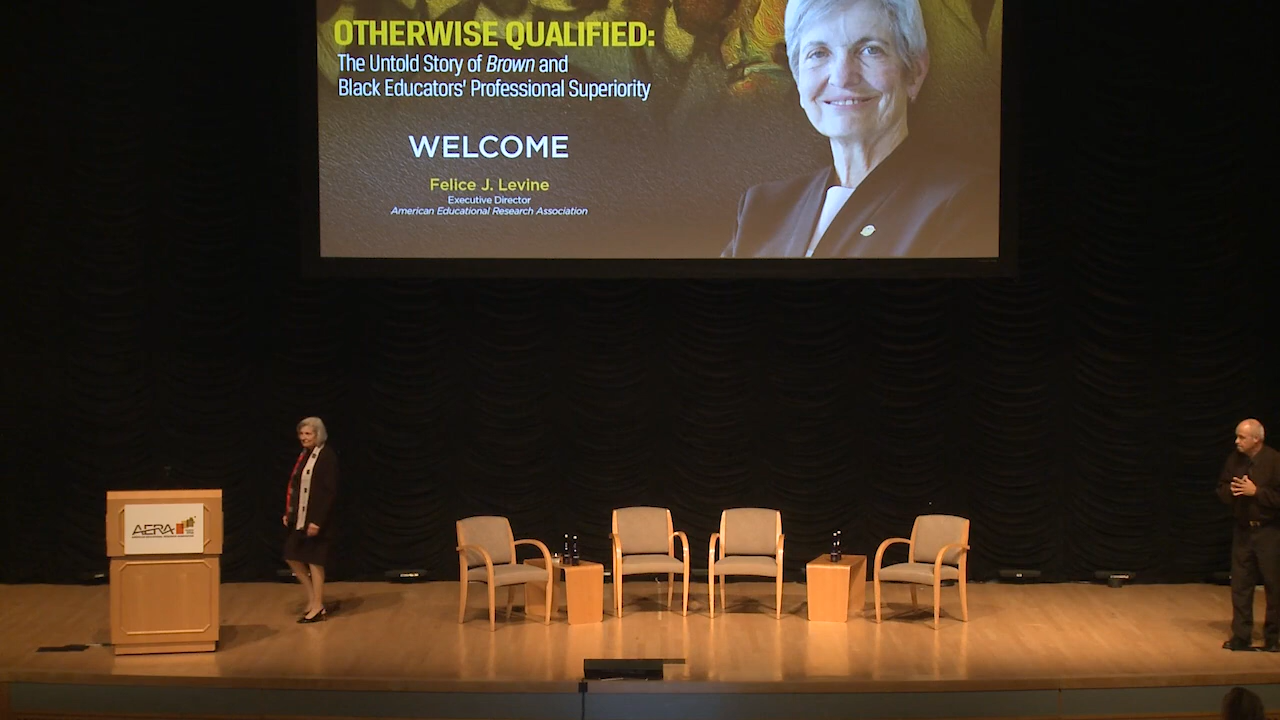 OTHERWISE QUALIFIED:
The Untold Story of Brown and
Black Educators' Professional Superiority
WELCOME
Felice J. Levine
Executive Director
American Educational Research Association
AERA